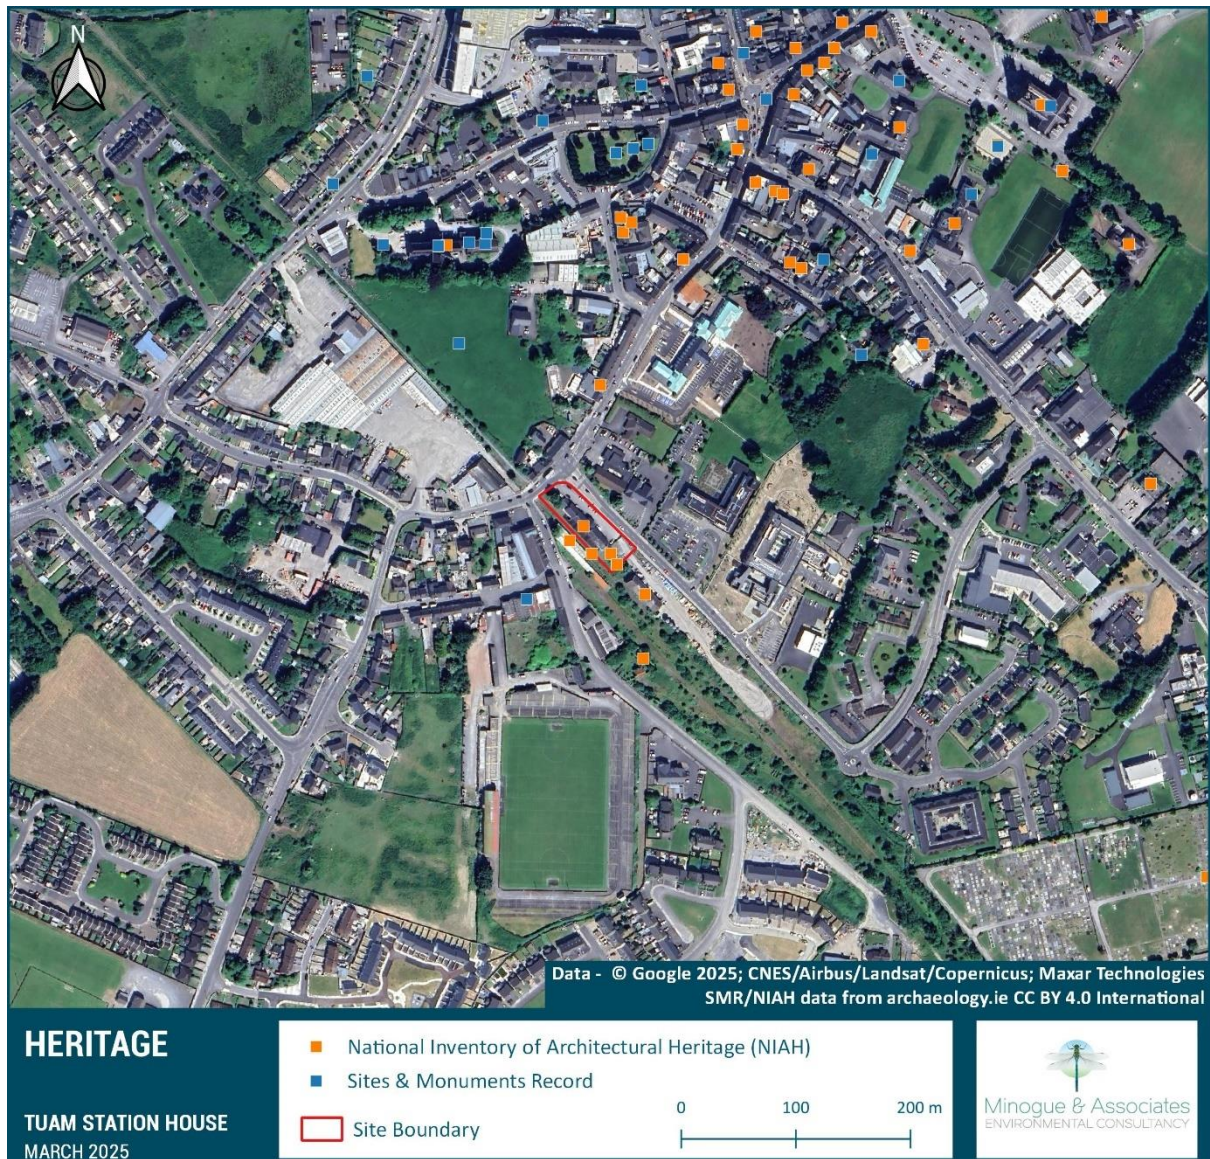 N
Data - © Google 2025; CNES/Airbus/Landsat/Copernicus; Maxar Technologies
SMR/NIAH data from archaeology.ie CC BY 4.0 International
HERITAGE
TUAM STATION HOUSE
MARCH 2025
National Inventory of Architectural Heritage (NIAH)
Sites & Monuments Record
Site Boundary
0 100 200 m
Minogue & Associates
ENVIRONMENTAL CONSULTANCY